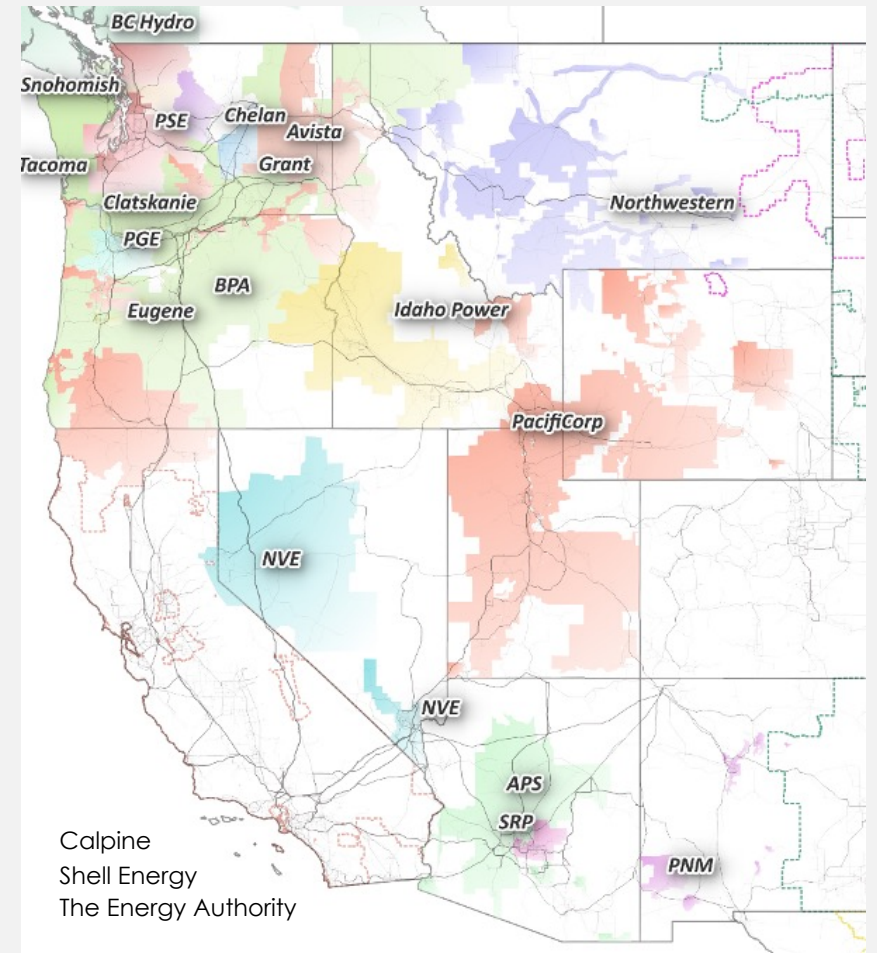 BC Hydro
Snohomish
PSE
Chelan
Avista
Tacoma
Grant
Clatskanie
Northwestern
PGE
BPA
Eugene
Idaho Power
PacifiCorp
NVE
NVE
APS
SRP
PNM
Calpine
Shell Energy
The Energy Authority